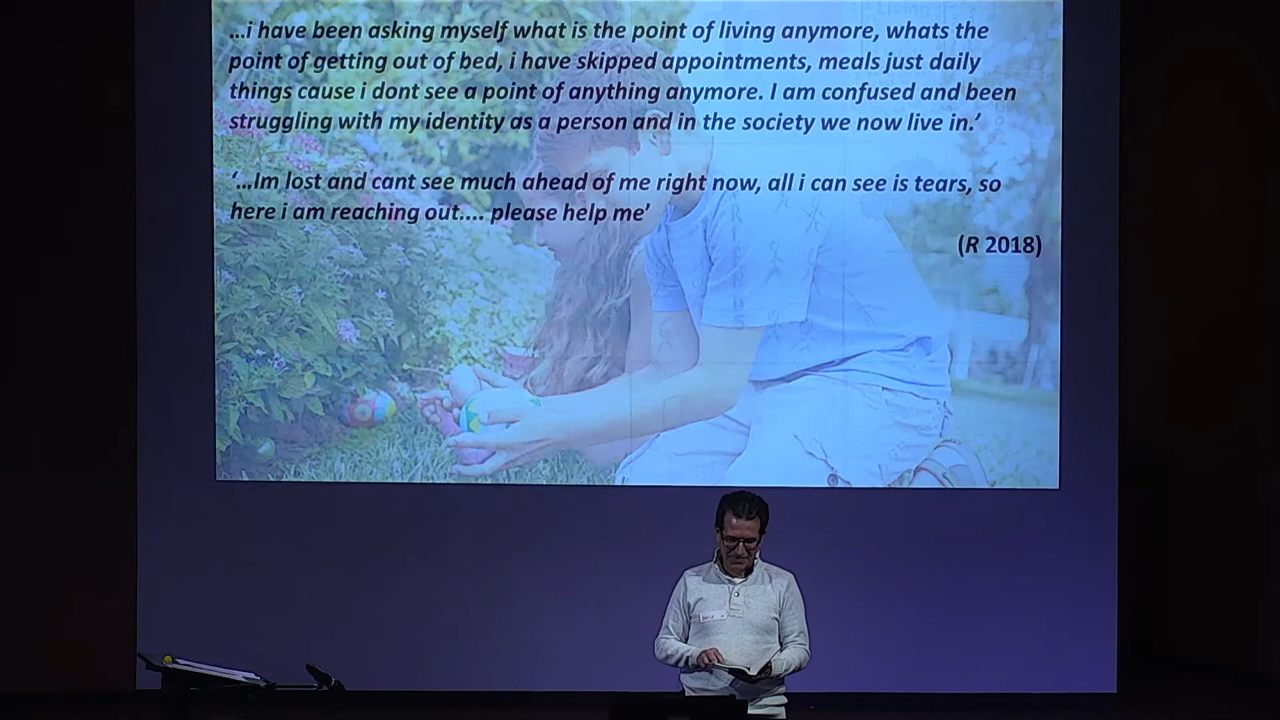 ...i have been asking myself what is the point of living anymore, whats the
point of getting out of bed, i have skipped appointments, meals just daily
things cause i dont see a point of anything anymore. I am confused and been
struggling with my identity as a person and in the society we now live in.’
‘...Im lost and cant see much ahead of me right now, all i can see is tears, so
here i am reaching out.... please help me’
(R 2018)